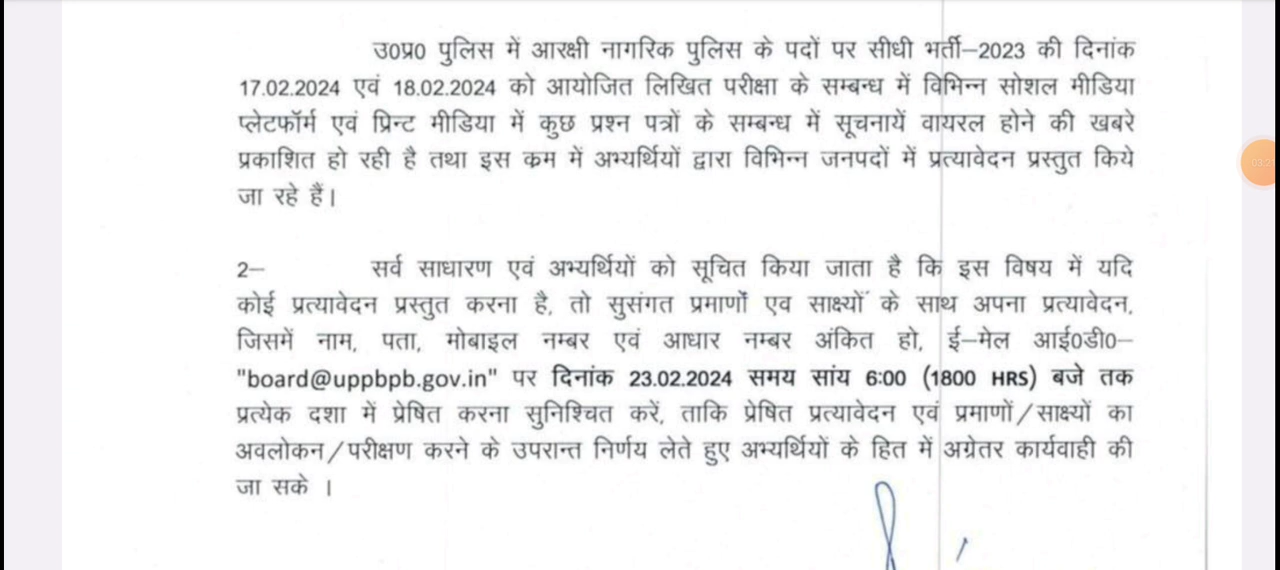 उ0प्र0 पुलिस में आरक्षी नागरिक पुलिस के पदों पर सीधी भर्ती–2023 की दिनांक
17.02.2024 एवं 18.02.2024 को आयोजित लिखित परीक्षा के सम्बन्ध में विभिन्न सोशल मीडिया
प्लेटफॉर्म एवं प्रिन्ट मीडिया में कुछ प्रश्न पत्रों के सम्बन्ध में सूचनायें वायरल होने की खबरे
प्रकाशित हो रही है तथा इस क्रम में अभ्यर्थियों द्वारा विभिन्न जनपदों में प्रत्यावेदन प्रस्तुत किये
जा रहे हैं।
2– सर्व साधारण एवं अभ्यर्थियों को सूचित किया जाता है कि इस विषय में यदि
कोई प्रत्यावेदन प्रस्तुत करना है, तो सुसंगत प्रमाणों एव साक्ष्यों के साथ अपना प्रत्यावेदन,
जिसमें नाम, पता, मोबाइल नम्बर एवं आधार नम्बर अंकित हो, ई–मेल आई0डी0–
"board@uppbpb.gov.in" पर दिनांक 23.02.2024 समय सांय 6:00 (1800 HRS) बजे तक
प्रत्येक दशा में प्रेषित करना सुनिश्चित करें, ताकि प्रेषित प्रत्यावेदन एवं प्रमाणों/साक्ष्यों का
अवलोकन/परीक्षण करने के उपरान्त निर्णय लेते हुए अभ्यर्थियों के हित में अग्रेतर कार्यवाही की
जा सके ।